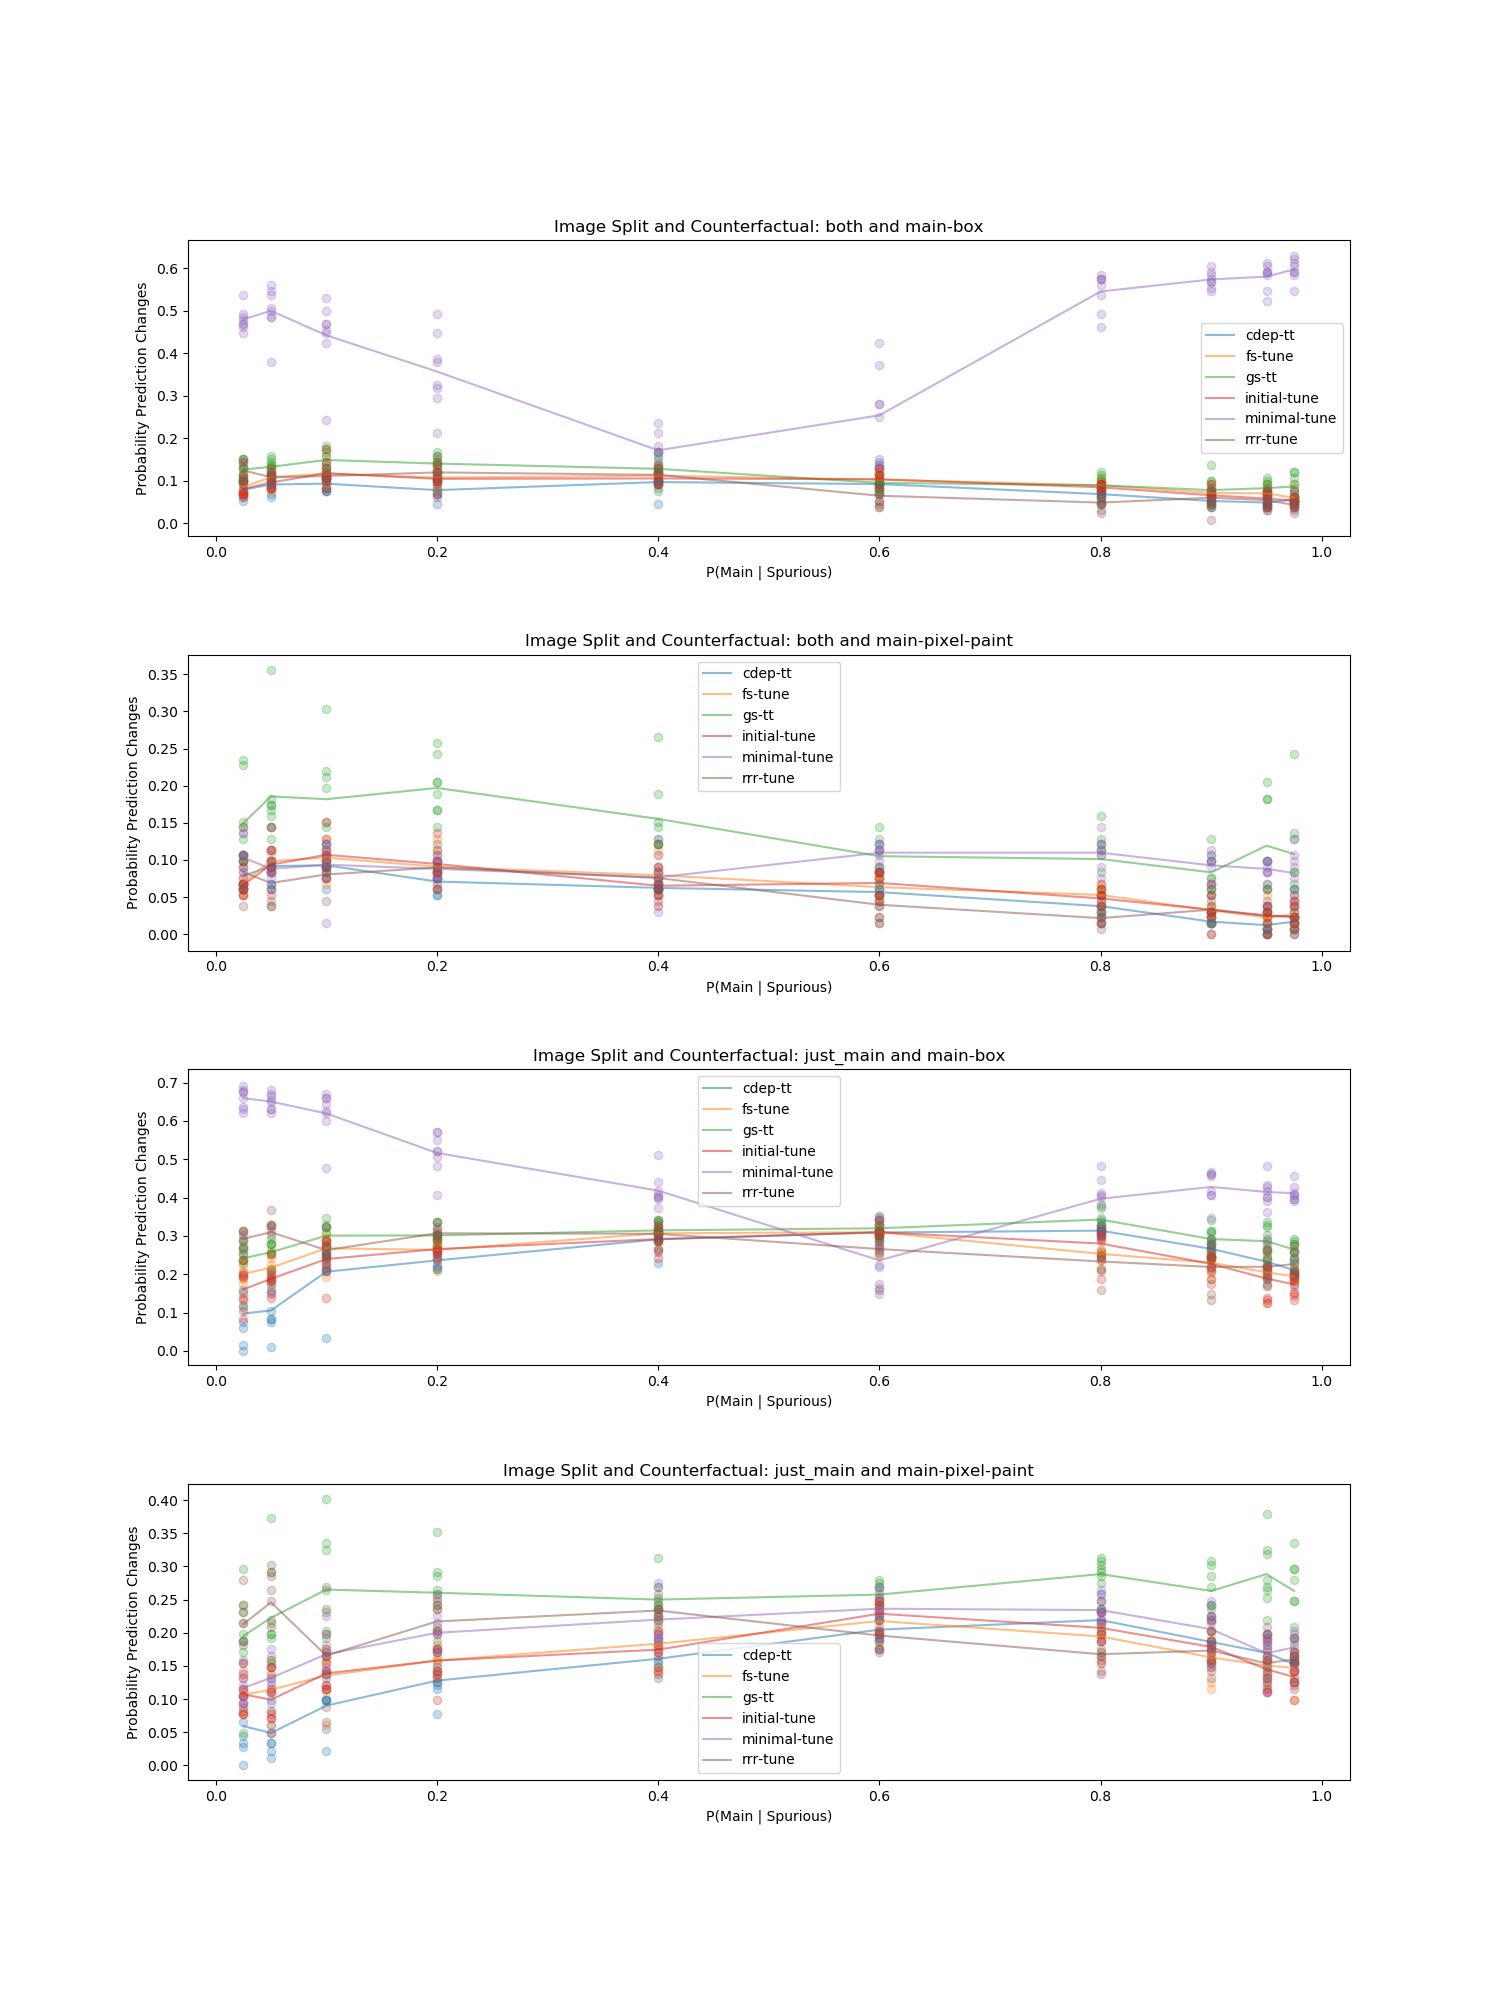 Image Split and Counterfactual: both and main-box
Probability Prediction Changes
0.6
0.5
0.4
0.3
0.2
0.1
0.0
cdep-tt
fs-tune
gs-tt
initial-tune
minimal-tune
rrr-tune
0.0 0.2 0.4 0.6 0.8 1.0
P(Main | Spurious)
Image Split and Counterfactual: both and main-pixel-paint
Probability Prediction Changes
0.35
0.30
0.25
0.20
0.15
0.10
0.05
0.00
cdep-tt
fs-tune
gs-tt
initial-tune
minimal-tune
rrr-tune
0.0 0.2 0.4 0.6 0.8 1.0
P(Main | Spurious)
Image Split and Counterfactual: just_main and main-box
Probability Prediction Changes
0.7
0.6
0.5
0.4
0.3
0.2
0.1
0.0
cdep-tt
fs-tune
gs-tt
initial-tune
minimal-tune
rrr-tune
0.0 0.2 0.4 0.6 0.8 1.0
P(Main | Spurious)
Image Split and Counterfactual: just_main and main-pixel-paint
Probability Prediction Changes
0.40
0.35
0.30
0.25
0.20
0.15
0.10
0.05
0.00
cdep-tt
fs-tune
gs-tt
initial-tune
minimal-tune
rrr-tune
0.0 0.2 0.4 0.6 0.8 1.0
P(Main | Spurious)